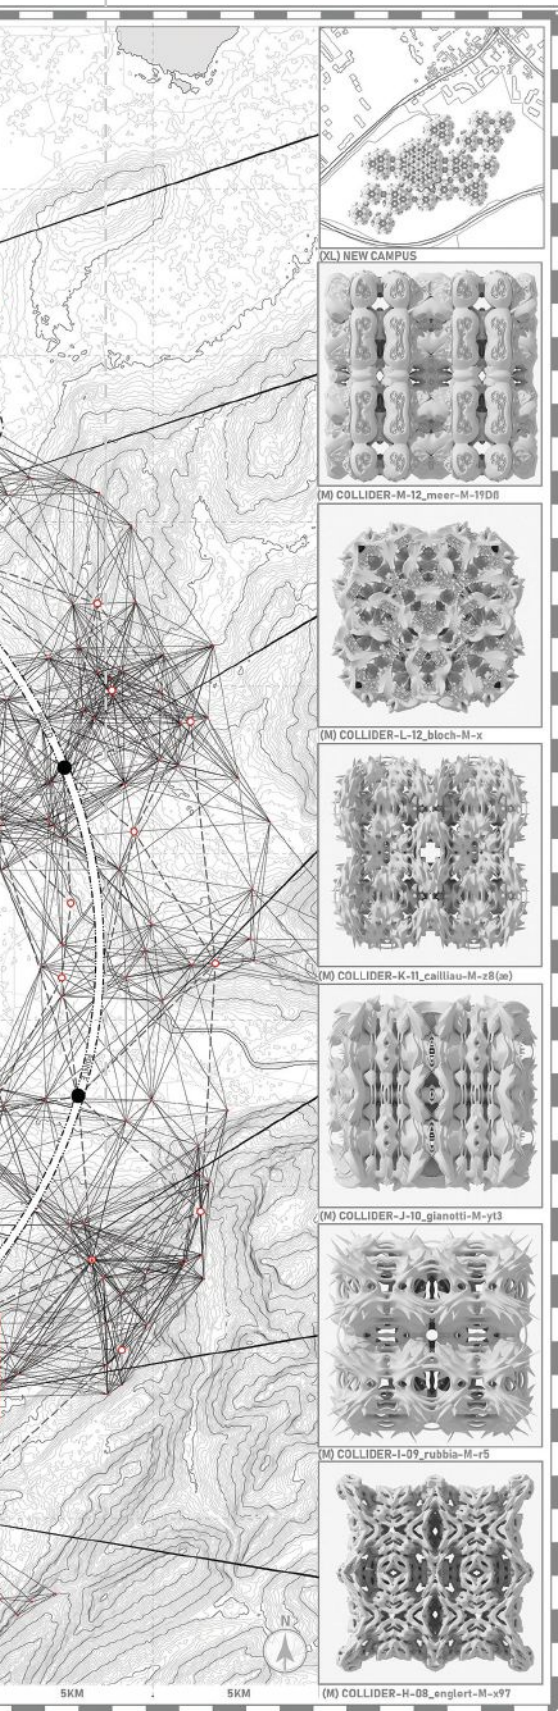 (XL) NEW CAMPUS
(M) COLLIDER-M-12_meer-M-19D8
(M) COLLIDER-L-12_bloch-M-x
(M) COLLIDER-K-11_cailliau-M-z8(æ)
(M) COLLIDER-J-10_gianotti-M-yt3
(M) COLLIDER-I-09_rubbia-M-r5
N
5KM
5KM
(M) COLLIDER-H-08_englert-M-x97